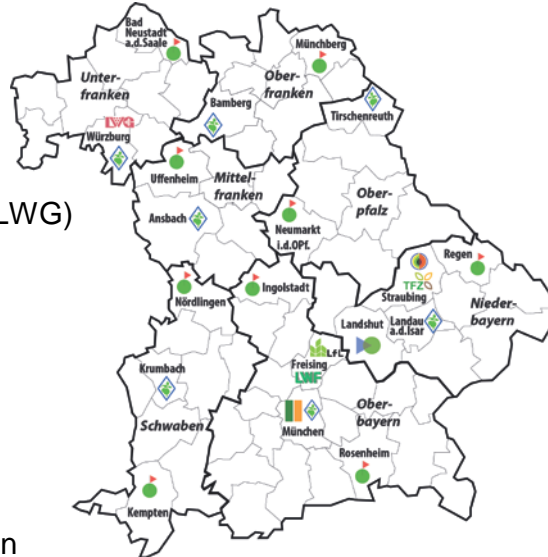 Bad
Neustadt
a.d.Saale
Münchberg
Unter-
franken
Ober-
franken
Bamberg
Tirschenreuth
LWG
Würzburg
Uffenheim
Mittel-
franken
LWG)
Ansbach
Ober-
pfalz
Neumarkt
i.d.OPf.
Regen
TFZ
Straubing
Nördlingen
Ingolstadt
Nieder-
bayern
Landshut
Landau
a.d.Isar
LfL
Freising
LWF
Krumbach
Schwaben
Ober-
bayern
München
Rosenheim
Kempten
n